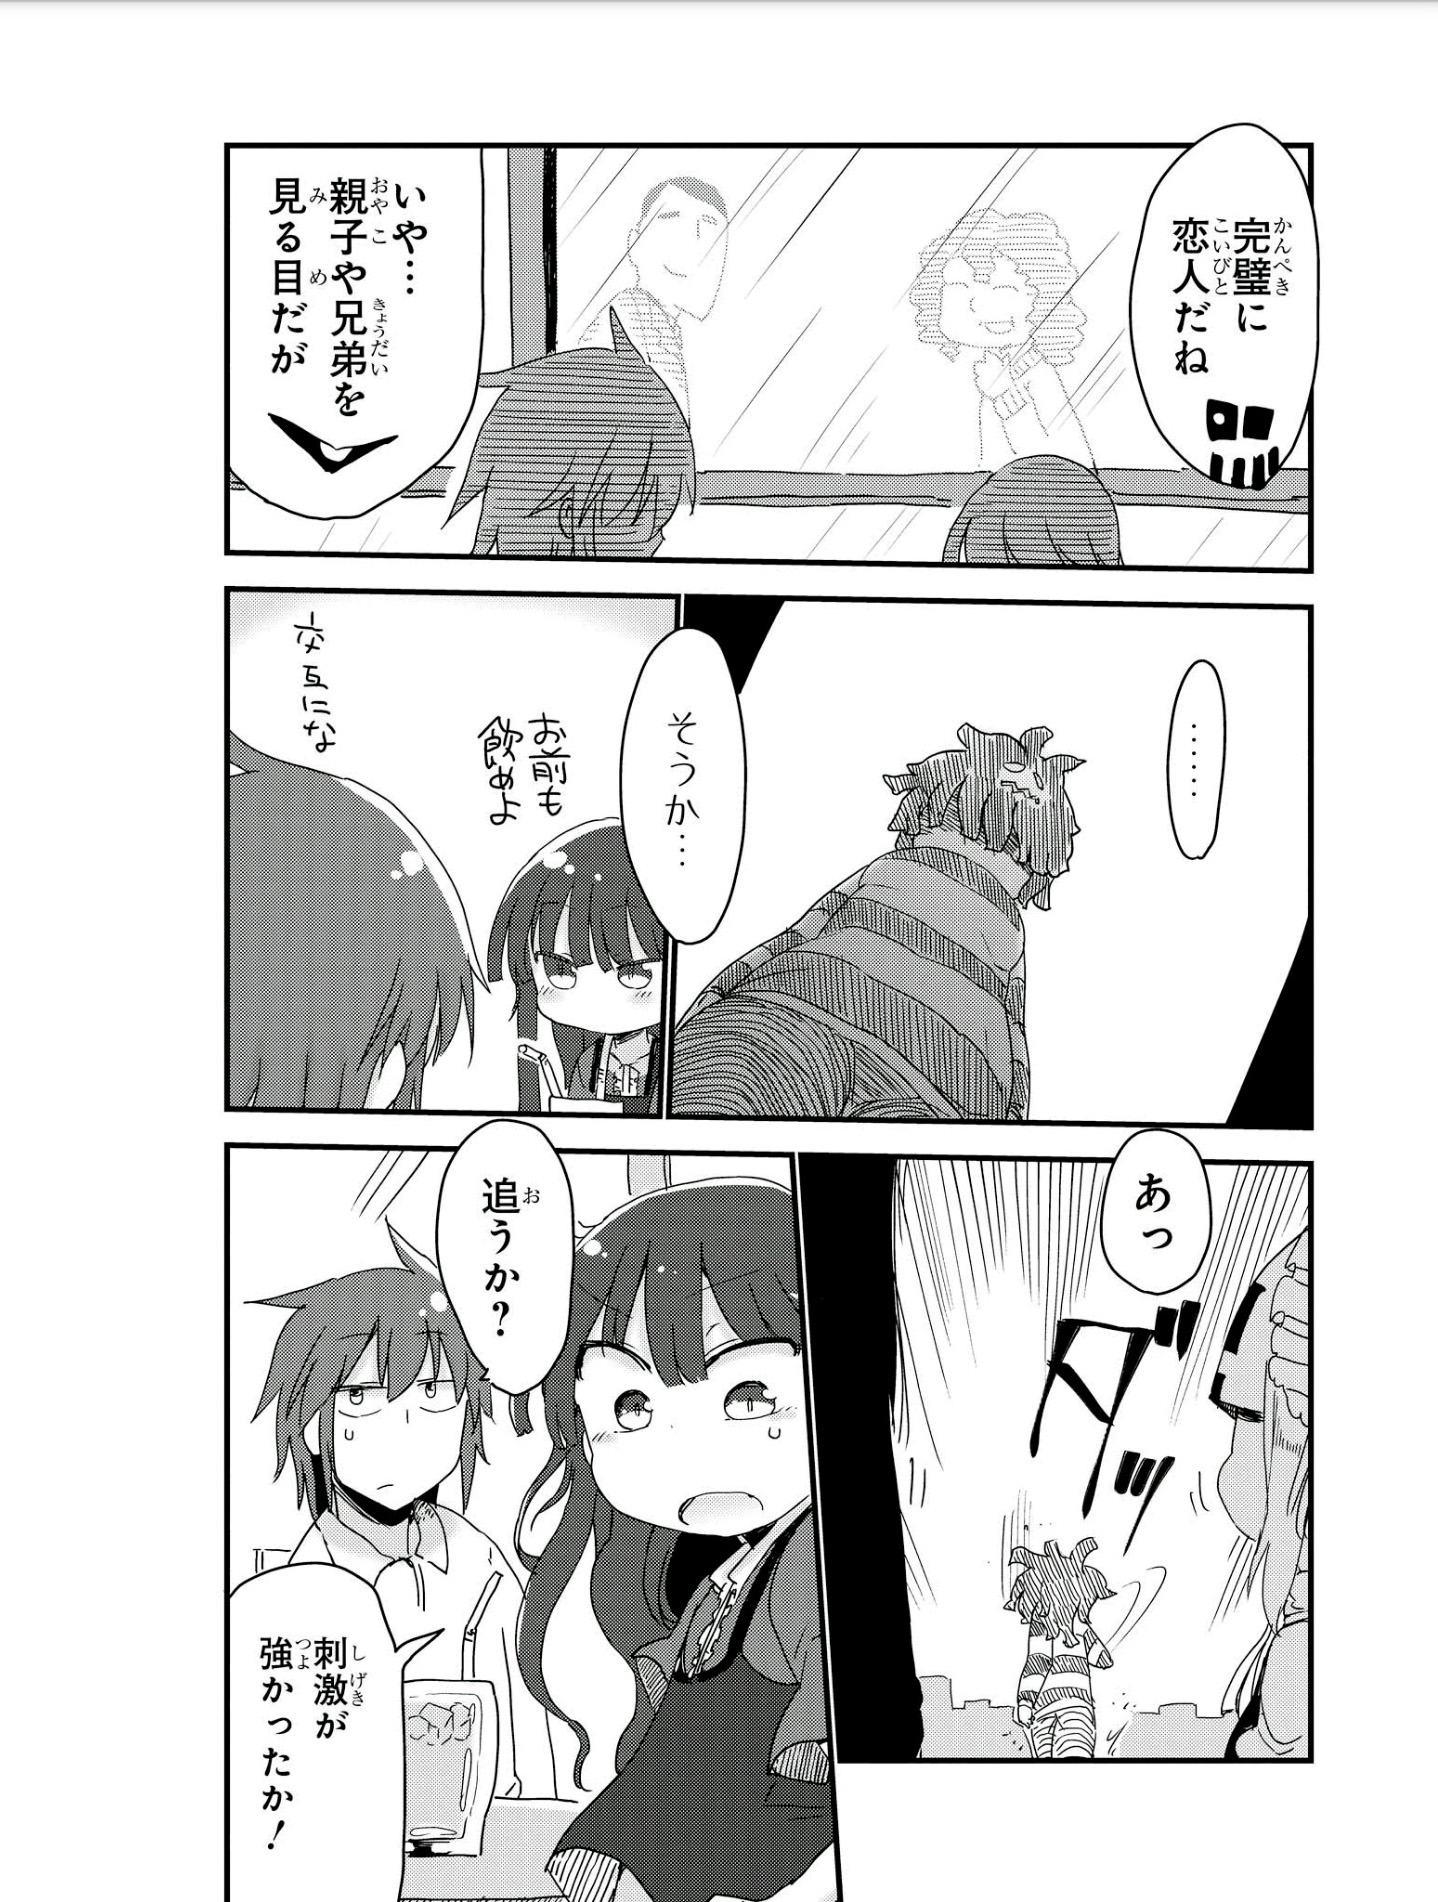 完璧に
恋人だね
いや…
親子や兄弟を
見る目だが
………
そうか…
お前も
飲めよ
交互にな
あっ
ダッ
追うか？
刺激が
強かったか！